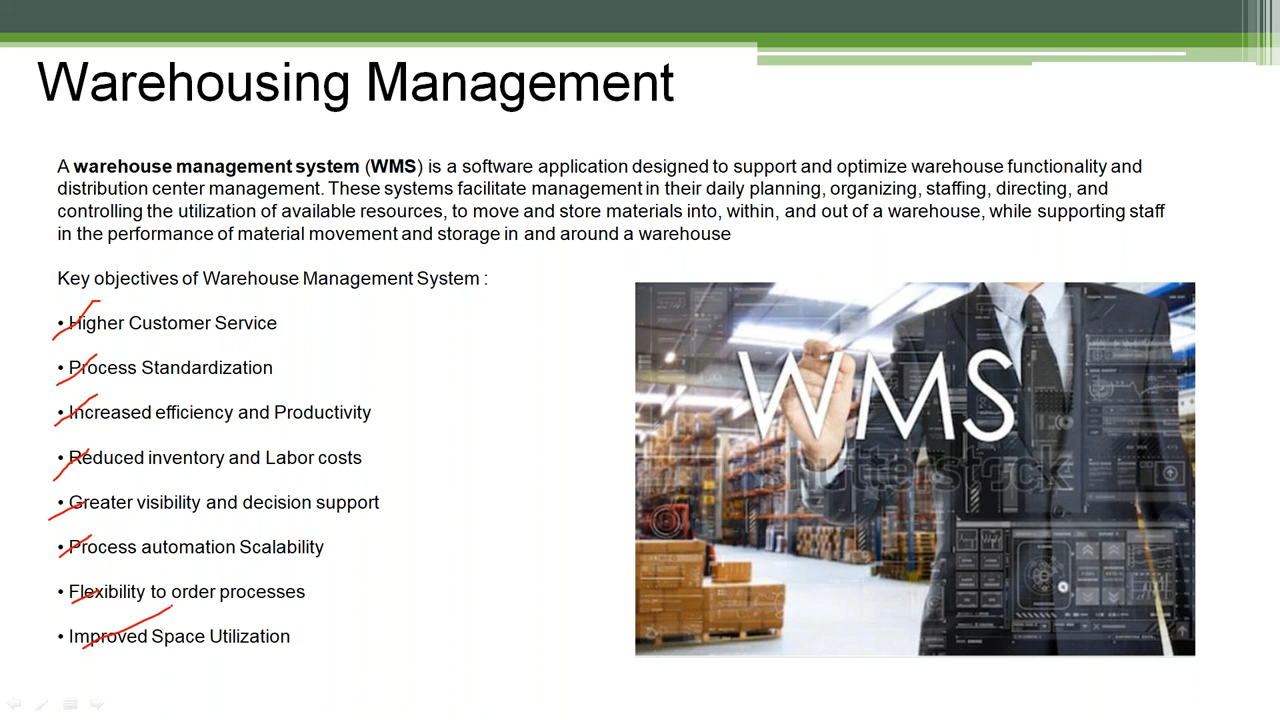 Warehousing Management
A warehouse management system (WMS) is a software application designed to support and optimize warehouse functionality and
distribution center management. These systems facilitate management in their daily planning, organizing, staffing, directing, and
controlling the utilization of available resources, to move and store materials into, within, and out of a warehouse, while supporting staff
in the performance of material movement and storage in and around a warehouse
Key objectives of Warehouse Management System :
• Higher Customer Service
• Process Standardization
• Increased efficiency and Productivity
• Reduced inventory and Labor costs
• Greater visibility and decision support
• Process automation Scalability
• Flexibility to order processes
• Improved Space Utilization
WMS
shutterstock